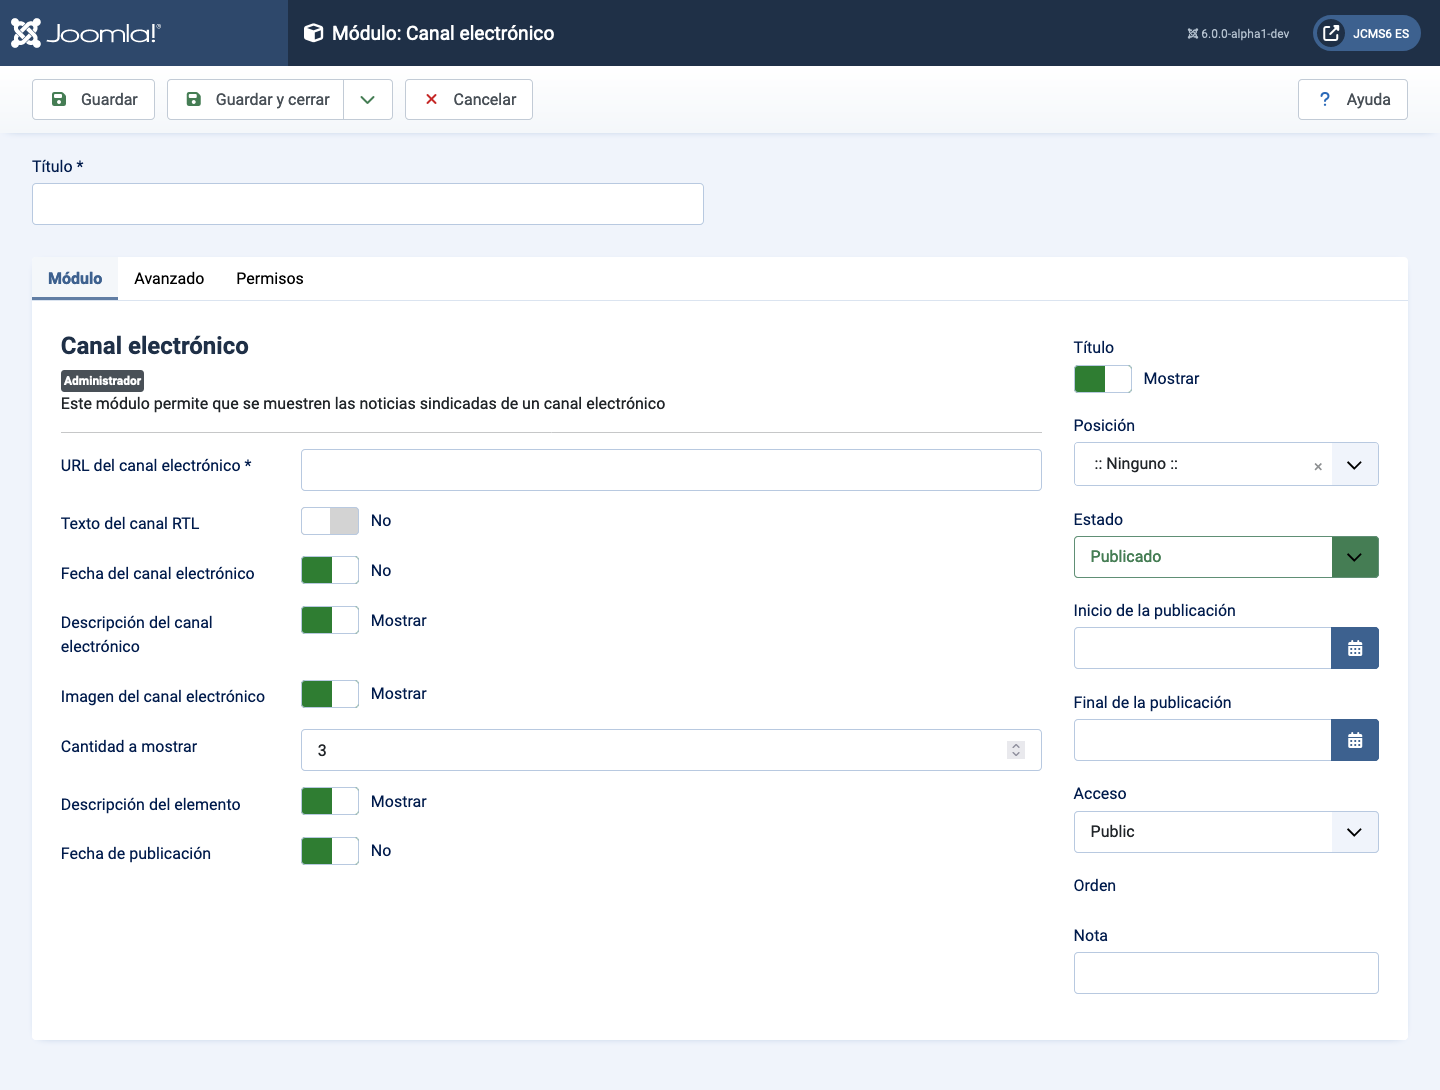 Joomla!®
Módulo: Canal electrónico
6.0.0-alpha1-dev
JCMS6 ES
Guardar
Guardar y cerrar
Cancelar
? Ayuda
Título *
Módulo
Avanzado
Permisos
Canal electrónico
Administrador
Este módulo permite que se muestren las noticias sindicadas de un canal electrónico
URL del canal electrónico *
Texto del canal RTL
No
Fecha del canal electrónico
No
Descripción del canal
electrónico
Mostrar
Imagen del canal electrónico
Mostrar
Cantidad a mostrar
3
Descripción del elemento
Mostrar
Fecha de publicación
No
Título
Mostrar
Posición
:: Ninguno ::
×
Estado
Publicado
Inicio de la publicación
Final de la publicación
Acceso
Public
Orden
Nota